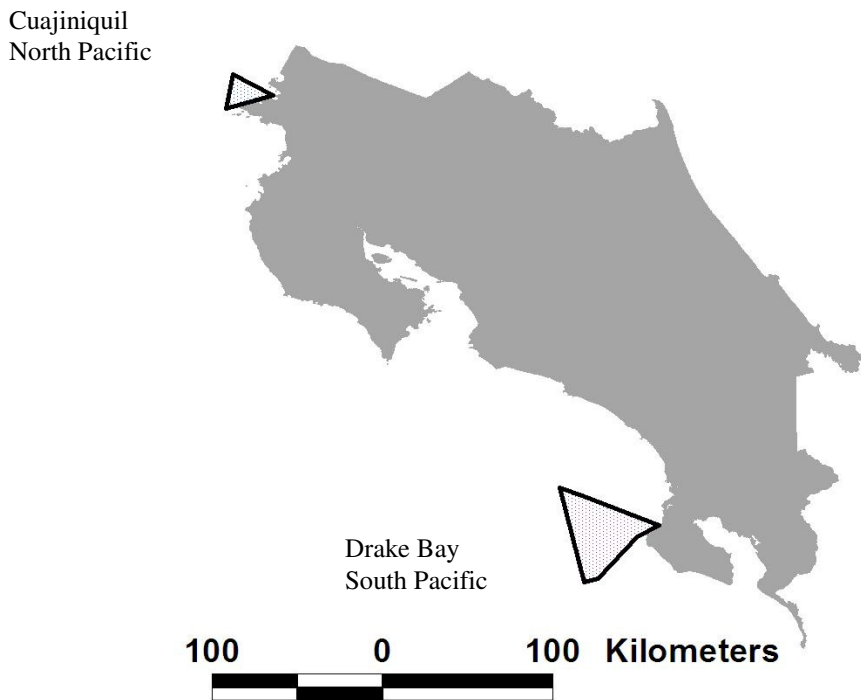 Cuajiniquil
North Pacific
Drake Bay
South Pacific
100 0 100 Kilometers